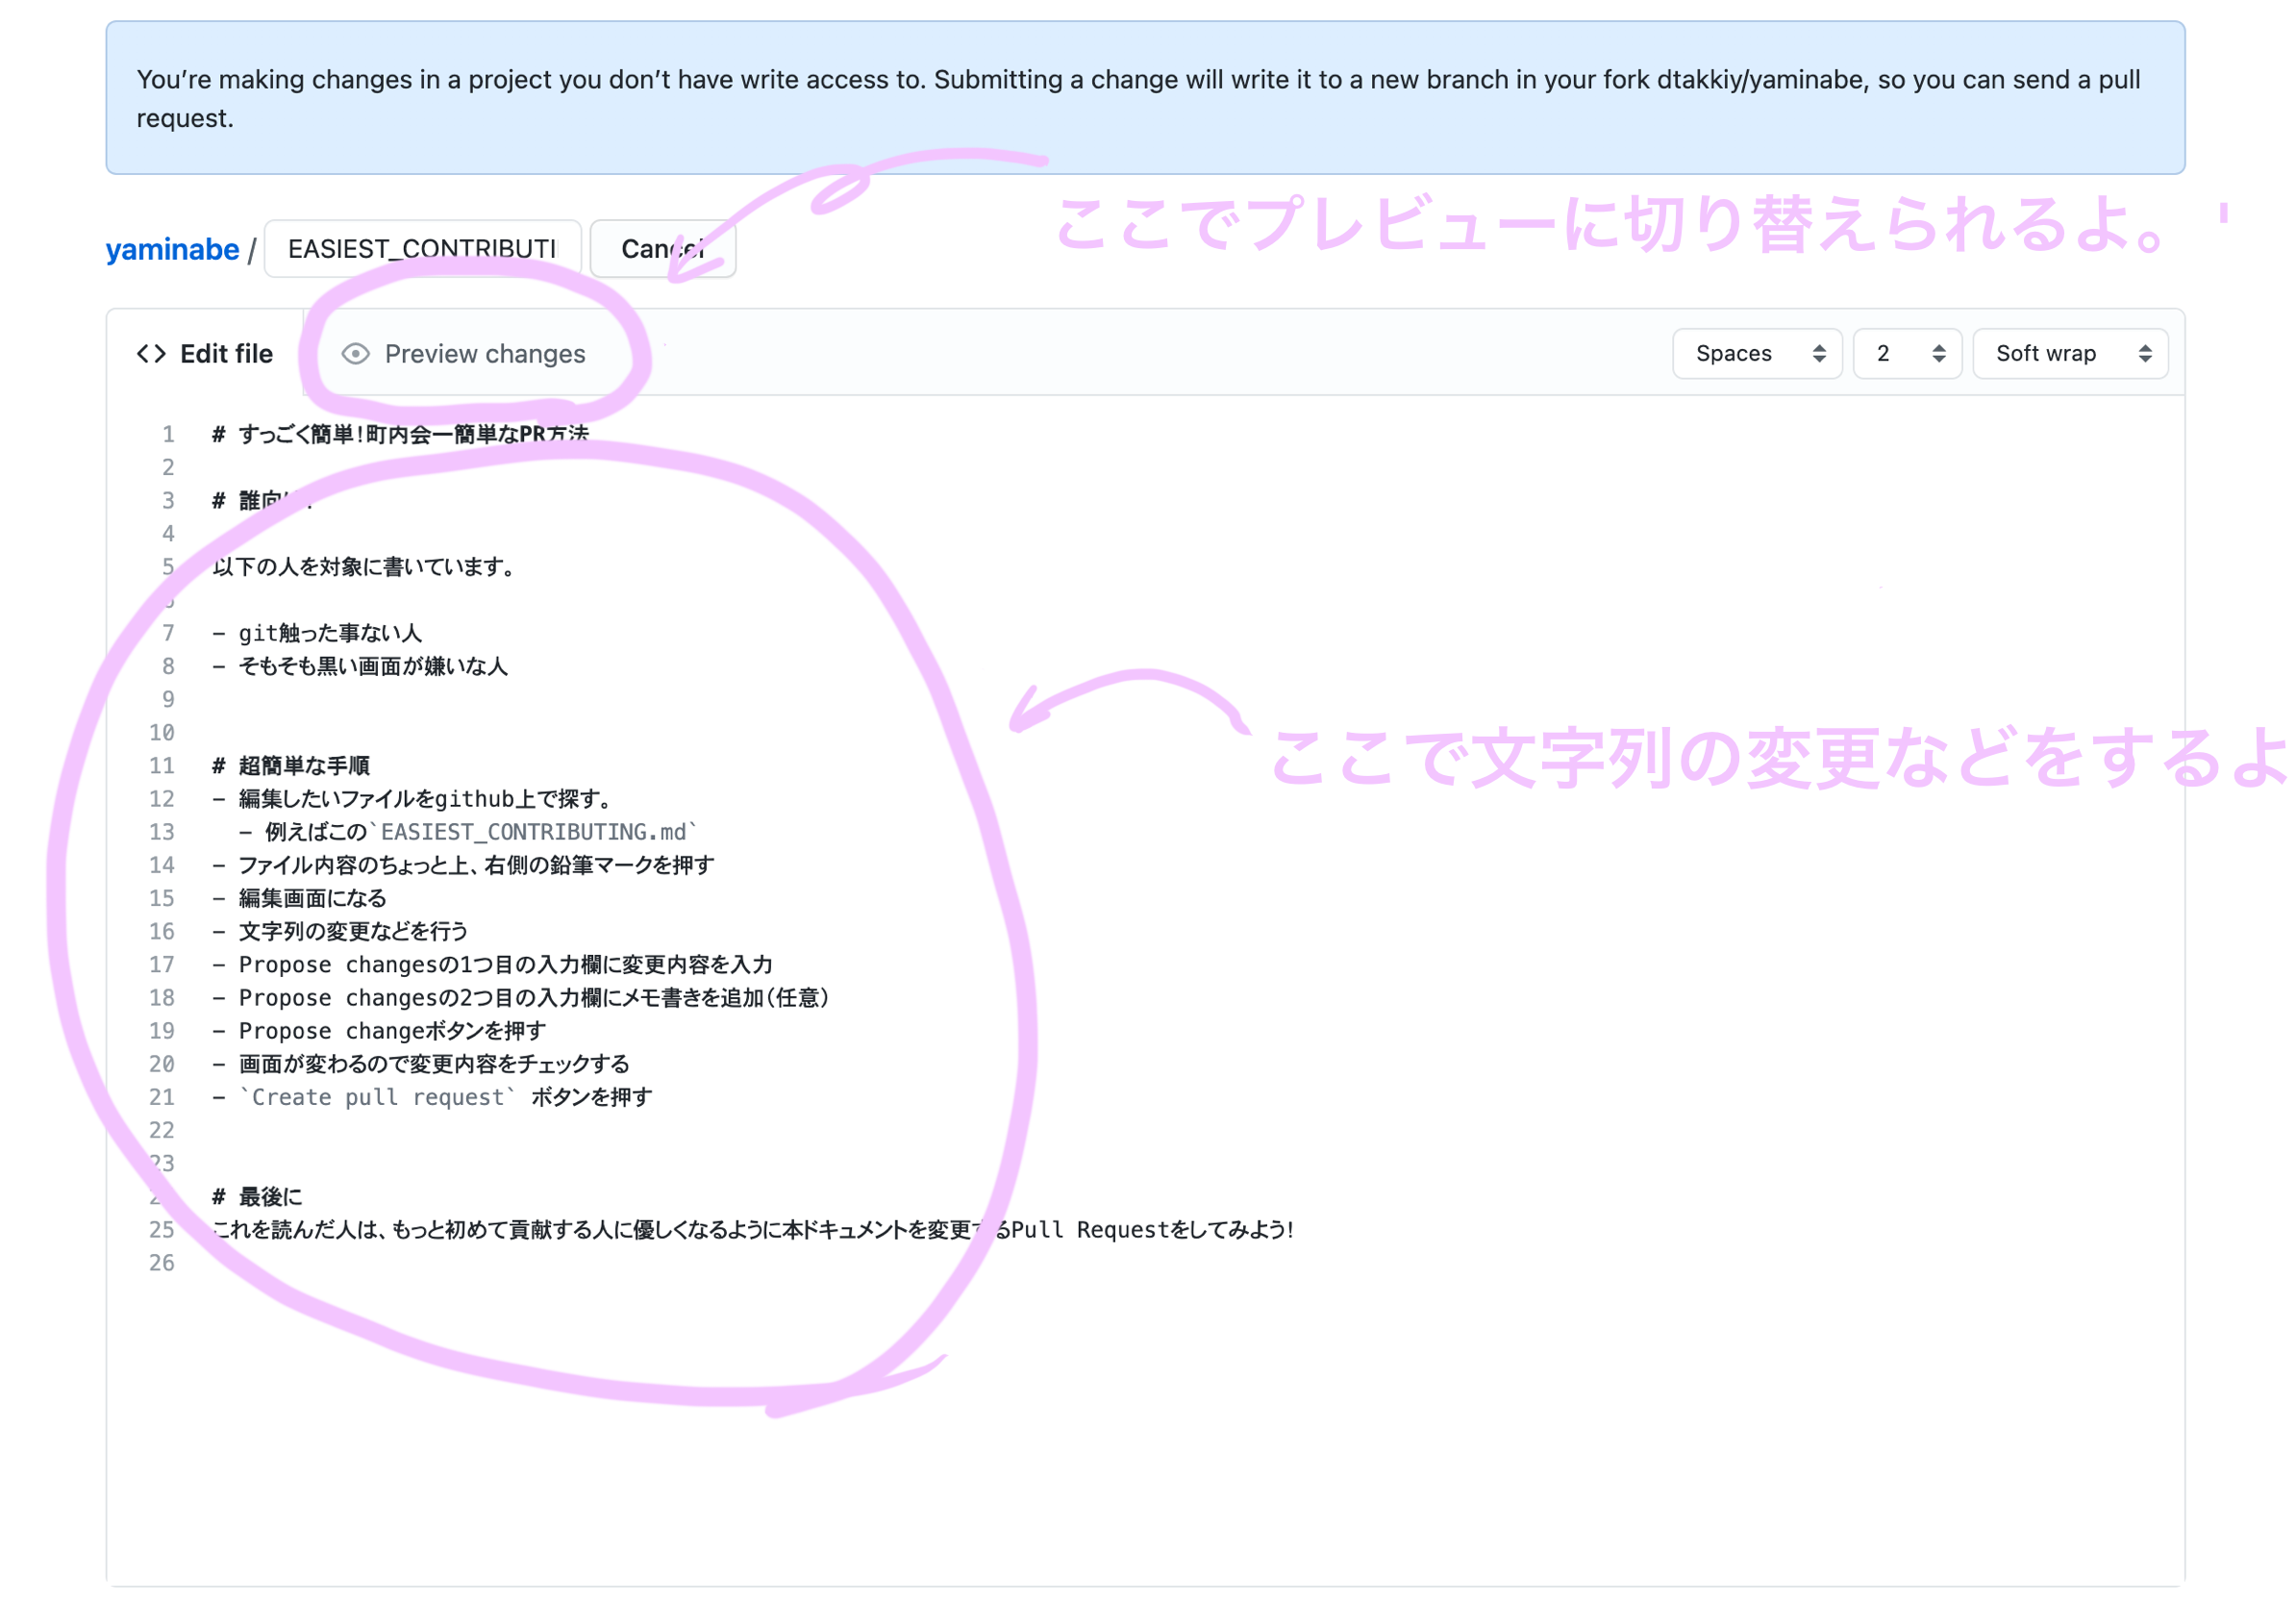 You’re making changes in a project you don’t have write access to. Submitting a change will write it to a new branch in your fork dtakkiy/yaminabe, so you can send a pull
request.
ここでプレビューに切り替えられるよ。'
yaminabe / EASIEST_CONTRIBUTI Cancel
Edit file Preview changes Spaces 2 Soft wrap
1 # すっごく簡単！町内会一簡単なPR方法
2
3 # 誰向け
4
5 以下の人を対象に書いています。
6
7 - git触った事ない人
8 - そもそも黒い画面が嫌いな人
9
10
ここで文字列の変更などをするよ
11 # 超簡単な手順
12 - 編集したいファイルをgithub上で探す。
13 - 例えばこの`EASIEST_CONTRIBUTING.md`
14 - ファイル内容のちょっと上、右側の鉛筆マークを押す
15 - 編集画面になる
16 - 文字列の変更などを行う
17 - Propose changesの1つ目の入力欄に変更内容を入力
18 - Propose changesの2つ目の入力欄にメモ書きを追加（任意）
19 - Propose changeボタンを押す
20 - 画面が変わるので変更内容をチェックする
21 - `Create pull request` ボタンを押す
22
23
24 # 最後に
25 これを読んだ人は、もっと初めて貢献する人に優しくなるように本ドキュメントを変更するPull Requestをしてみよう！
26